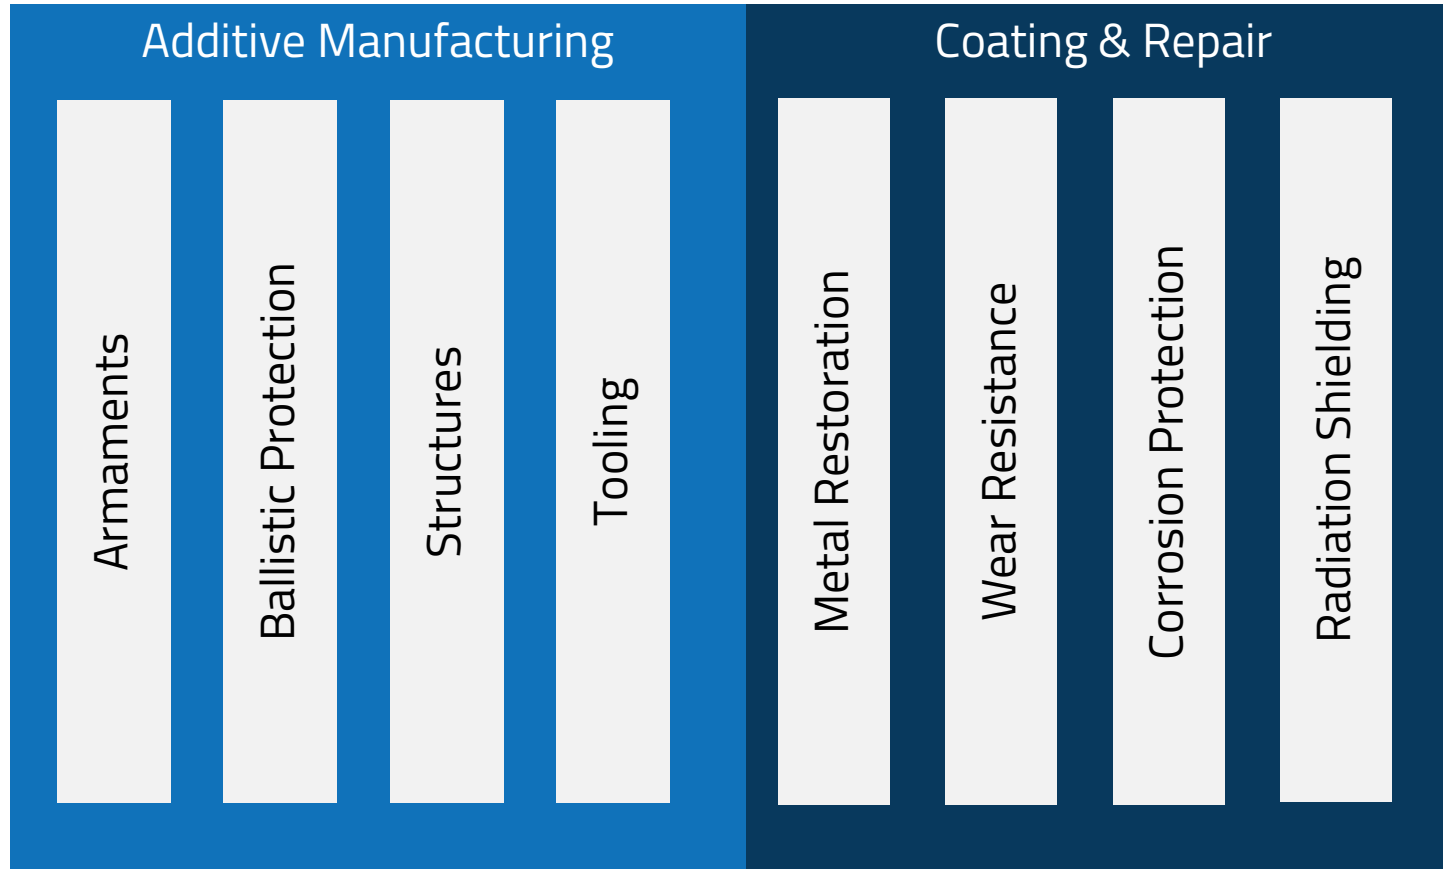 Additive Manufacturing
Armaments
Ballistic Protection
Structures
Tooling
Coating & Repair
Metal Restoration
Wear Resistance
Corrosion Protection
Radiation Shielding